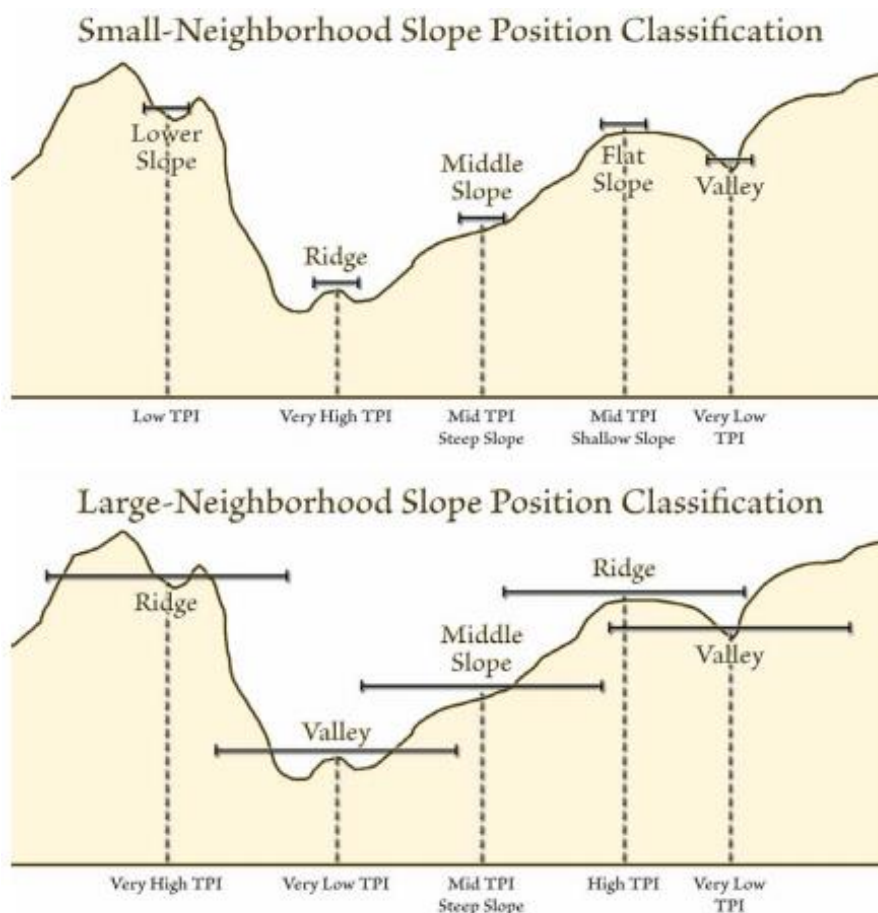 Small-Neighborhood Slope Position Classification
Lower
Slope
Ridge
Middle
Slope
Flat
Slope
Valley
Low TPI
Very High TPI
Mid TPI
Steep Slope
Mid TPI
Shallow Slope
Very Low
TPI
Large-Neighborhood Slope Position Classification
Ridge
Valley
Middle
Slope
Ridge
Valley
Very High TPI
Very Low TPI
Mid TPI
Steep Slope
High TPI
Very Low
TPI